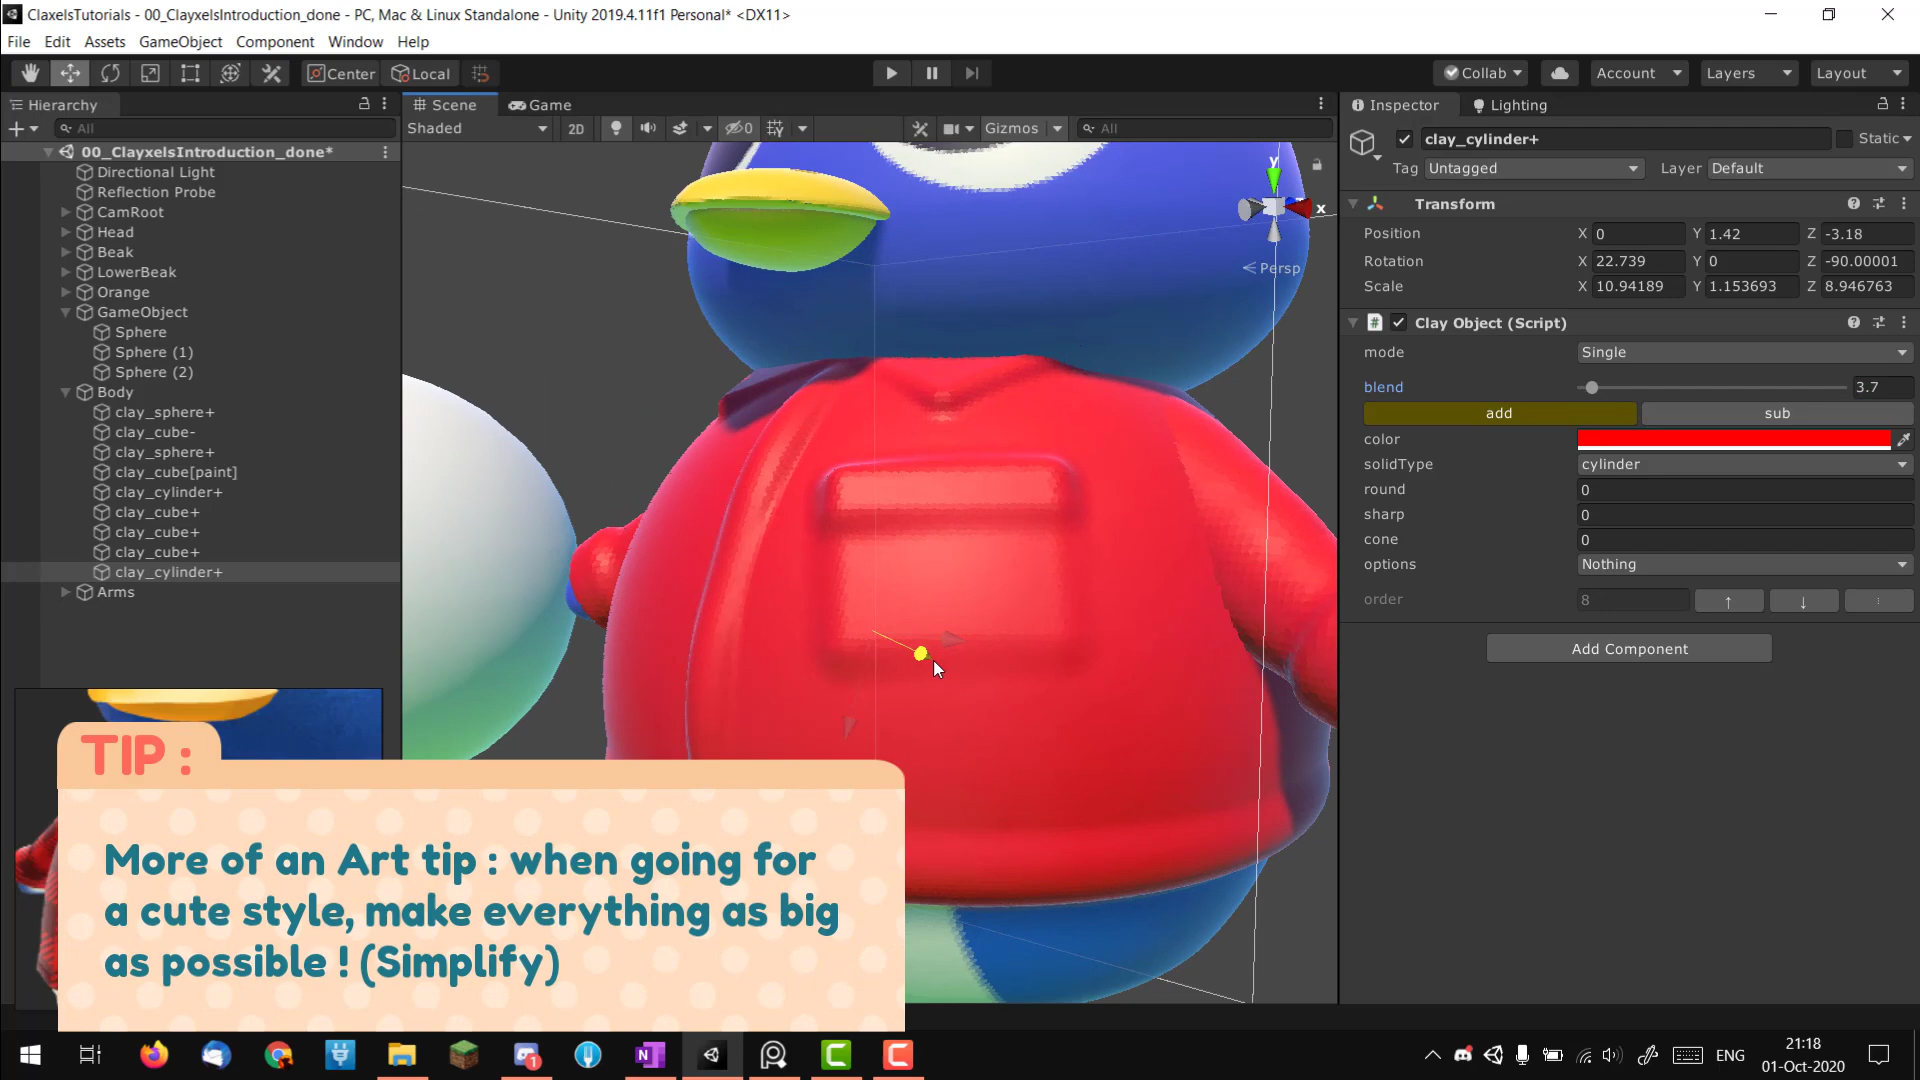 ClaxelsTutorials - 00_ClayxelsIntroduction_done - PC, Mac & Linux Standalone - Unity 2019.4.11f1 Personal* <DX11>
File Edit Assets GameObject Component Window Help
Center Local Collab Account Layers Layout
Hierarchy
All
00_ClayxelsIntroduction_done*
Directional Light
Reflection Probe
CamRoot
Head
Beak
LowerBeak
Orange
GameObject
Sphere
Sphere (1)
Sphere (2)
Body
clay_sphere+
clay_cube-
clay_sphere+
clay_cube[paint]
clay_cylinder+
clay_cube+
clay_cube+
clay_cube+
clay_cylinder+
Arms
Scene Game
Shaded 2D 0 Gizmos All
y
x
Persp
Inspector Lighting
clay_cylinder+ Static
Tag Untagged Layer Default
Transform
Position X 0 Y 1.42 Z -3.18
Rotation X 22.739 Y 0 Z -90.00001
Scale X 10.94189 Y 1.153693 Z 8.946763
Clay Object (Script)
mode Single
blend 3.7
add sub
color
solidType cylinder
round 0
sharp 0
cone 0
options Nothing
order 8 ↑ ↓
Add Component
TIP :
More of an Art tip : when going for
a cute style, make everything as big
as possible ! (Simplify)
1
ENG
21:18
01-Oct-2020